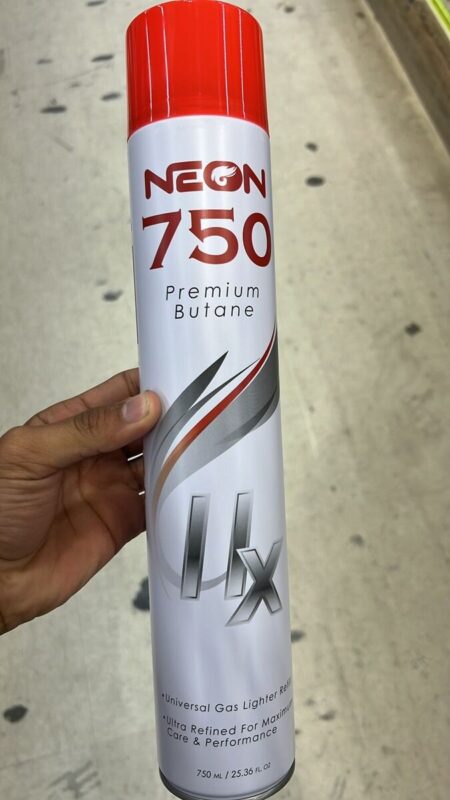 NEON
750
Premium
Butane
11x
•Universal Gas Lighter Refill
•Ultra Refined For Maximum
Care & Performance
750 ML / 25.36 FL OZ